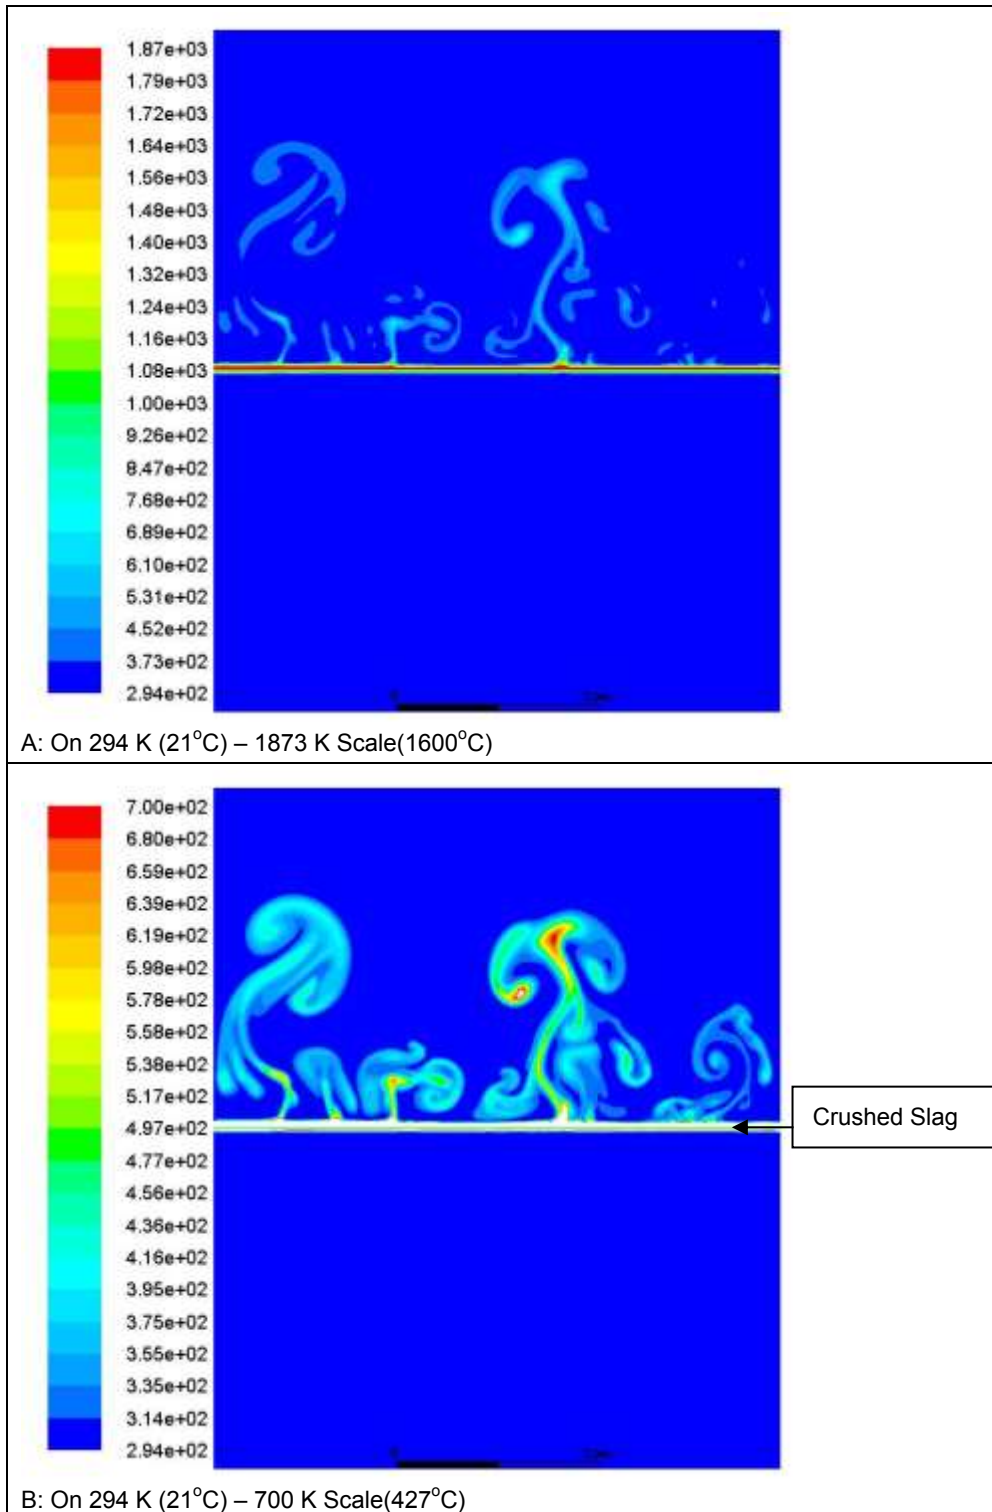 1.87e+03
1.79e+03
1.72e+03
1.64e+03
1.56e+03
1.48e+03
1.40e+03
1.32e+03
1.24e+03
1.16e+03
1.08e+03
1.00e+03
9.26e+02
8.47e+02
7.68e+02
6.89e+02
6.10e+02
5.31e+02
4.52e+02
3.73e+02
2.94e+02
A: On 294 K (21°C) – 1873 K Scale(1600°C)
7.00e+02
6.80e+02
6.59e+02
6.39e+02
6.19e+02
5.98e+02
5.78e+02
5.58e+02
5.38e+02
5.17e+02
4.97e+02
4.77e+02
4.56e+02
4.36e+02
4.16e+02
3.95e+02
3.75e+02
3.55e+02
3.35e+02
3.14e+02
2.94e+02
Crushed Slag
B: On 294 K (21°C) – 700 K Scale(427°C)